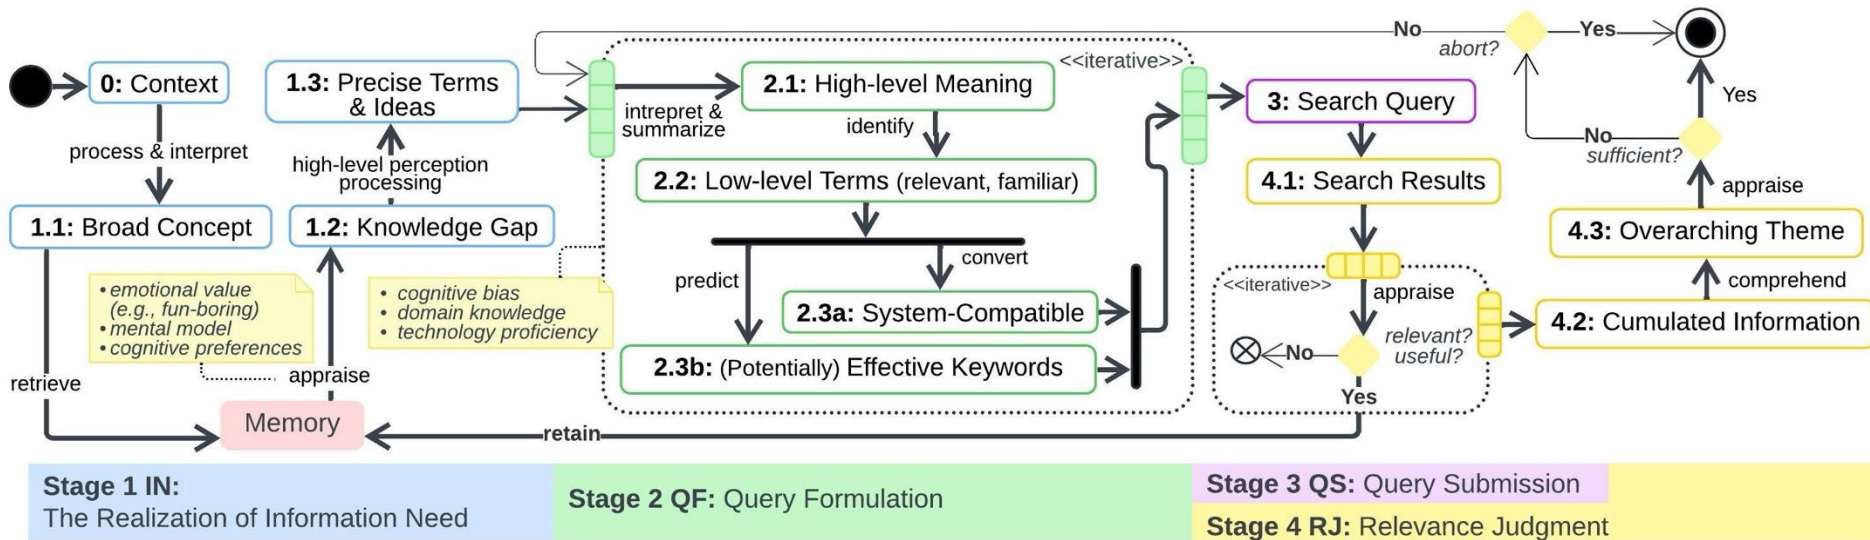 0: Context
process & interpret
1.1: Broad Concept
retrieve
• emotional value
(e.g., fun-boring)
• mental model
• cognitive preferences
Memory
appraise
1.2: Knowledge Gap
high-level perception
processing
1.3: Precise Terms
& Ideas
• cognitive bias
• domain knowledge
• technology proficiency
<<iterative>>
intrepret &
summarize
2.1: High-level Meaning
identify
2.2: Low-level Terms (relevant, familiar)
predict
convert
2.3a: System-Compatible
2.3b: (Potentially) Effective Keywords
3: Search Query
4.1: Search Results
<<iterative>>
appraise
relevant?
useful?
No
Yes
retain
4.2: Cumulated Information
comprehend
4.3: Overarching Theme
appraise
sufficient?
No
Yes
abort?
No
Yes
Stage 1 IN:
The Realization of Information Need
Stage 2 QF: Query Formulation
Stage 3 QS: Query Submission
Stage 4 RJ: Relevance Judgment